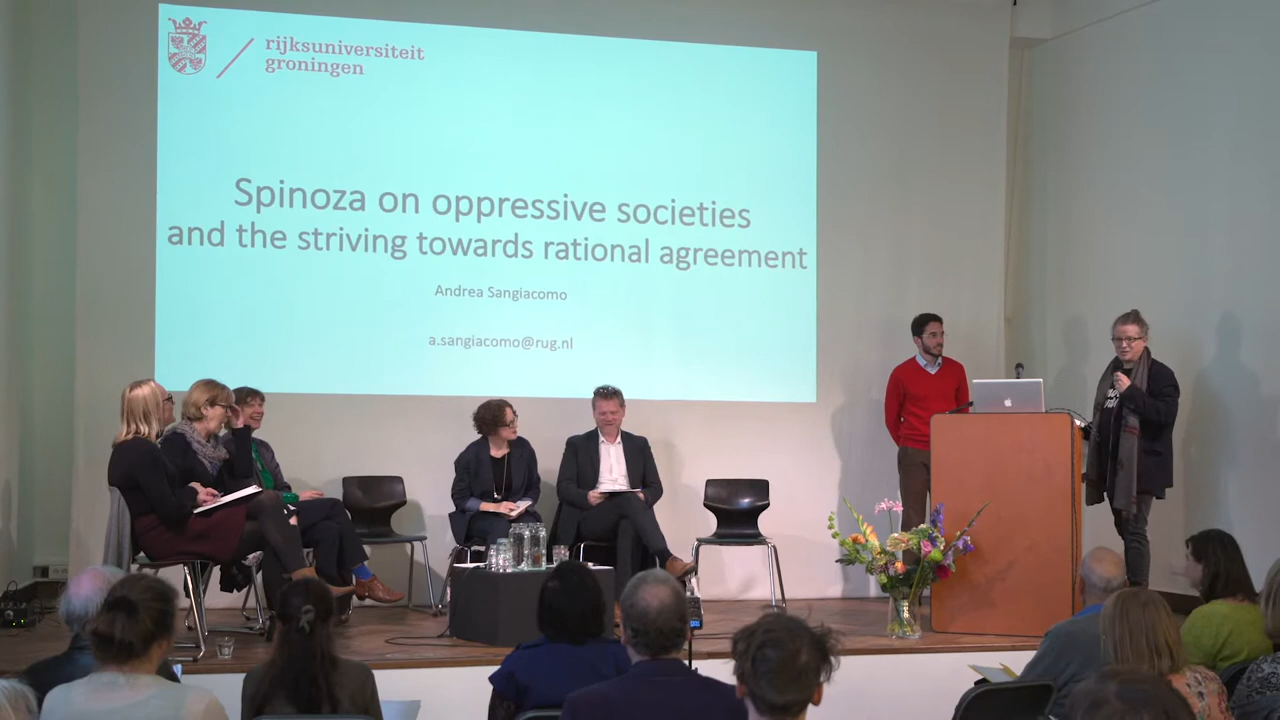 rijksuniversiteit
groningen
Spinoza on oppressive societies
and the striving towards rational agreement
Andrea Sangiacomo
a.sangiacomo@rug.nl